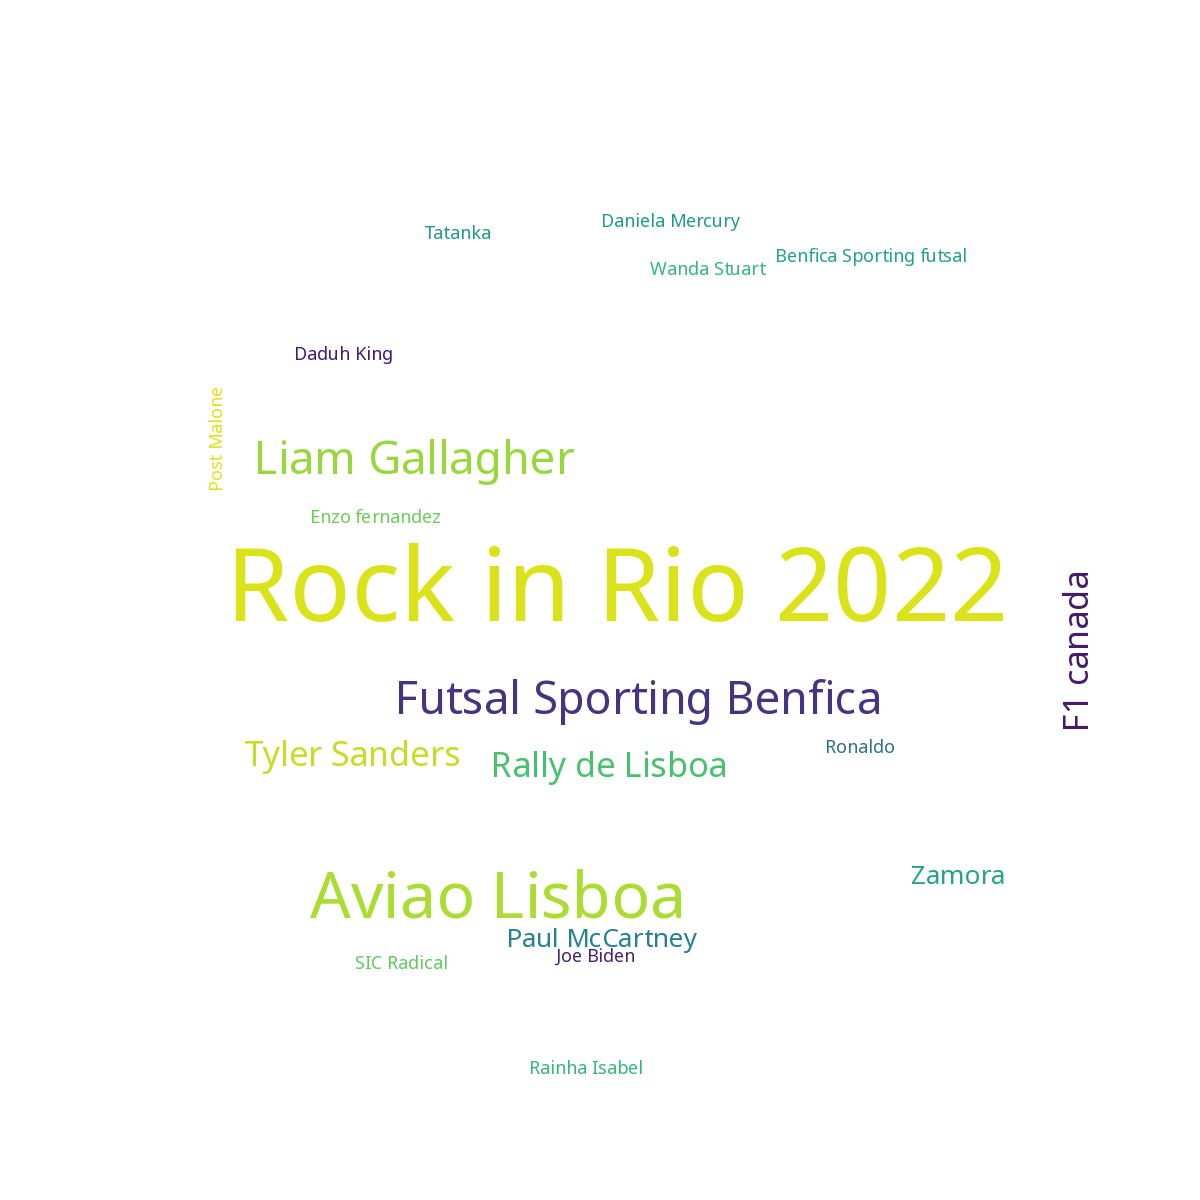 Daniela Mercury
Tatanka
Benfica Sporting futsal
Wanda Stuart
Daduh King
Post Malone
Liam Gallagher
Enzo fernandez
Rock in Rio 2022
F1 canada
Futsal Sporting Benfica
Ronaldo
Tyler Sanders
Rally de Lisboa
Zamora
Aviao Lisboa
Paul McCartney
Joe Biden
SIC Radical
Rainha Isabel